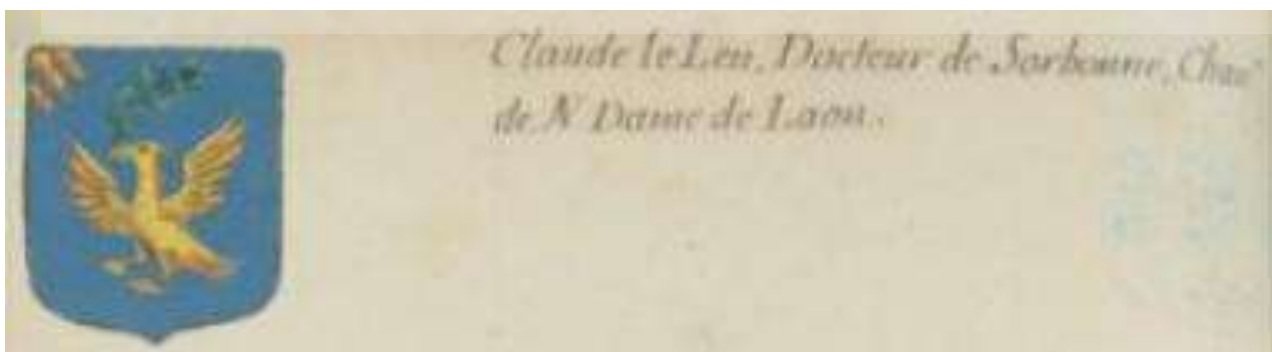 Claude le Leu, Docteur de Sorbonne, Chan.ᵉ
de N Dame de Laon.